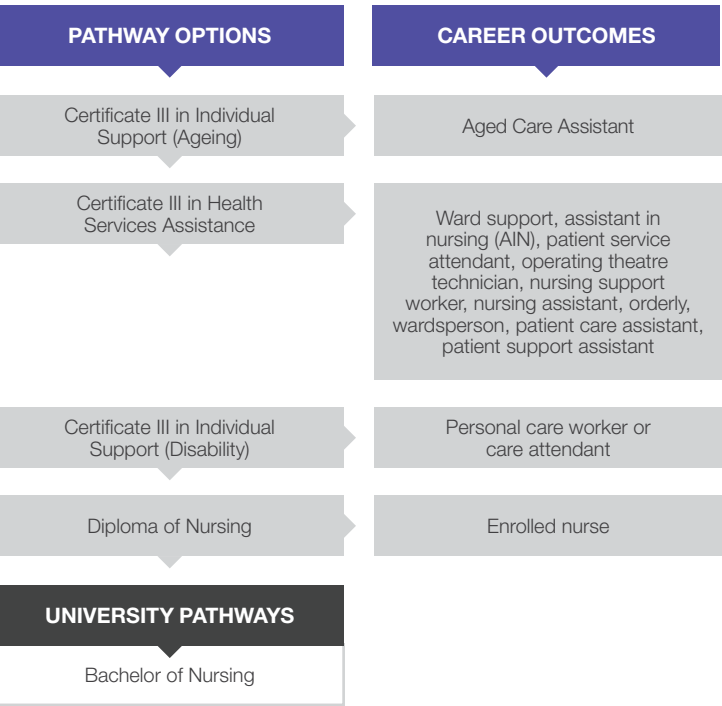 PATHWAY OPTIONS
CAREER OUTCOMES
Certificate III in Individual
Support (Ageing)
Aged Care Assistant
Certificate III in Health
Services Assistance
Ward support, assistant in
nursing (AIN), patient service
attendant, operating theatre
technician, nursing support
worker, nursing assistant, orderly,
wardsperson, patient care assistant,
patient support assistant
Certificate III in Individual
Support (Disability)
Personal care worker or
care attendant
Diploma of Nursing
Enrolled nurse
UNIVERSITY PATHWAYS
Bachelor of Nursing